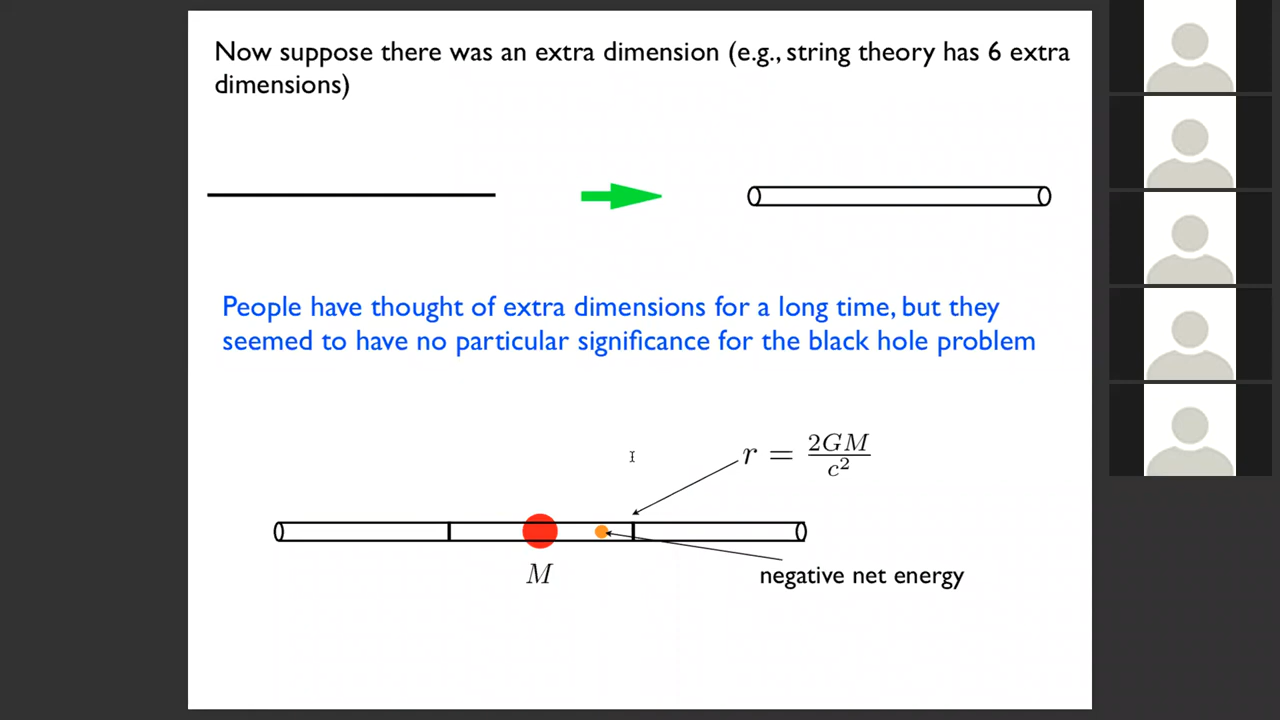 Now suppose there was an extra dimension (e.g., string theory has 6 extra
dimensions)
People have thought of extra dimensions for a long time, but they
seemed to have no particular significance for the black hole problem
r = 2GM/c²
M
negative net energy